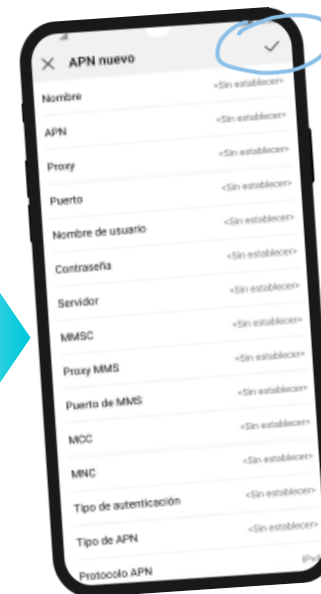 APN nuevo
Nombre <Sin establecer>
APN <Sin establecer>
Proxy <Sin establecer>
Puerto <Sin establecer>
Nombre de usuario <Sin establecer>
Contraseña <Sin establecer>
Servidor <Sin establecer>
MMSC <Sin establecer>
Proxy MMS <Sin establecer>
Puerto de MMS <Sin establecer>
MCC <Sin establecer>
MNC <Sin establecer>
Tipo de autenticación <Sin establecer>
Tipo de APN <Sin establecer>
Protocolo APN